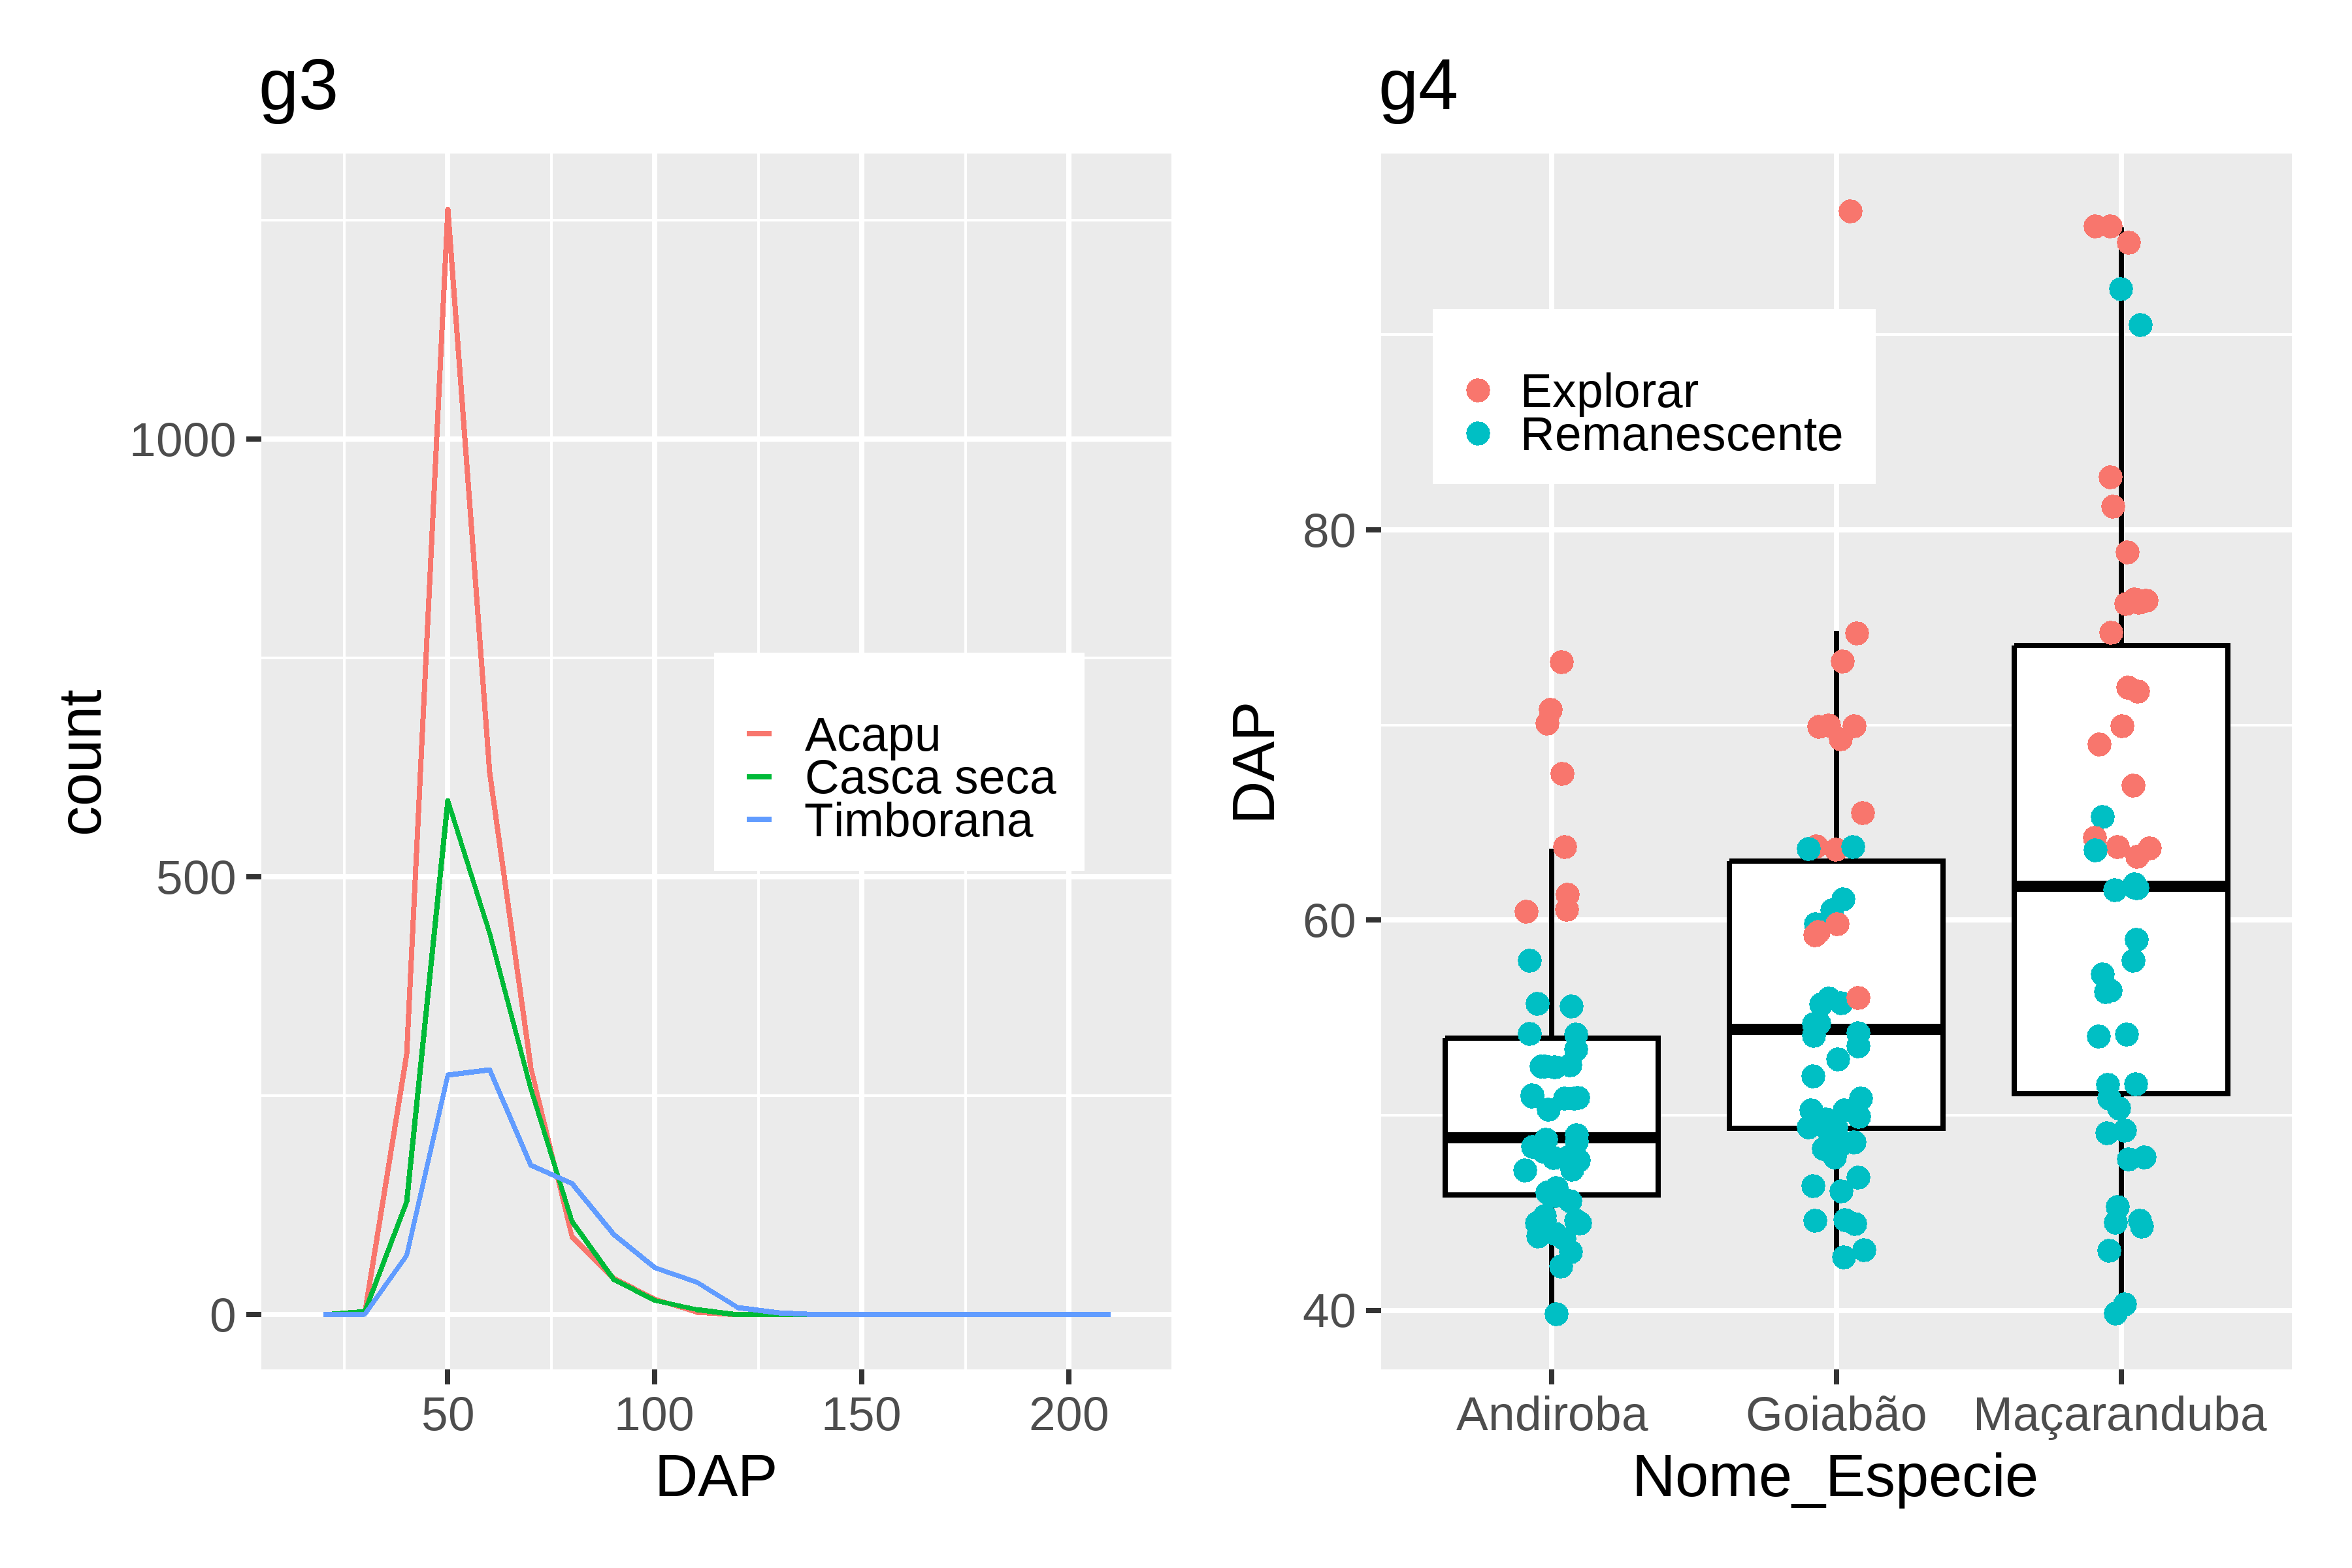 g3
count
1000
500
0
50 100 150 200
DAP
Acapu
Casca seca
Timborana
g4
DAP
80
60
40
Andiroba Goiabão Maçaranduba
Nome_Especie
Explorar
Remanescente